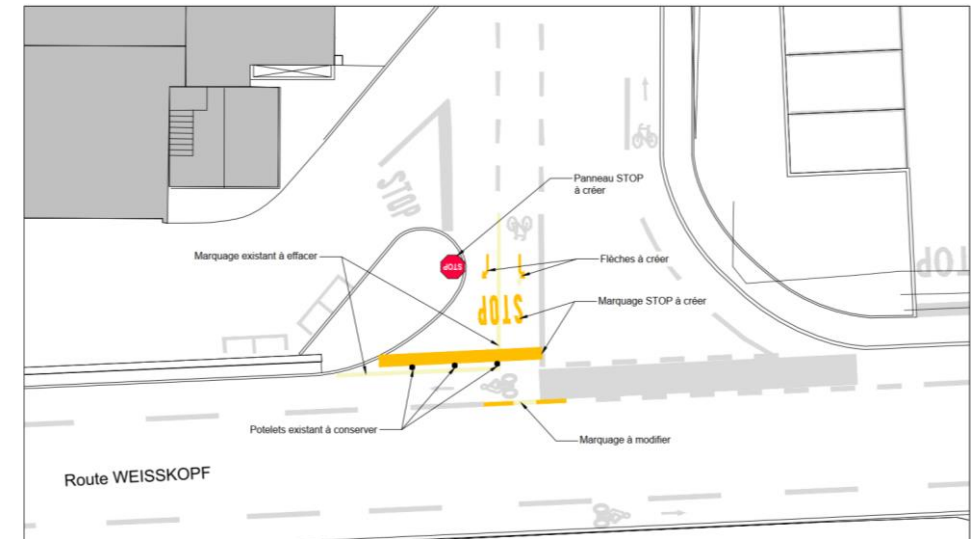 STOP
Panneau STOP
à créer
Marquage existant à effacer
STOP
Flèches à créer
STOP
STOP
Marquage STOP à créer
Potelets existant à conserver
Marquage à modifier
Route WEISSKOPF